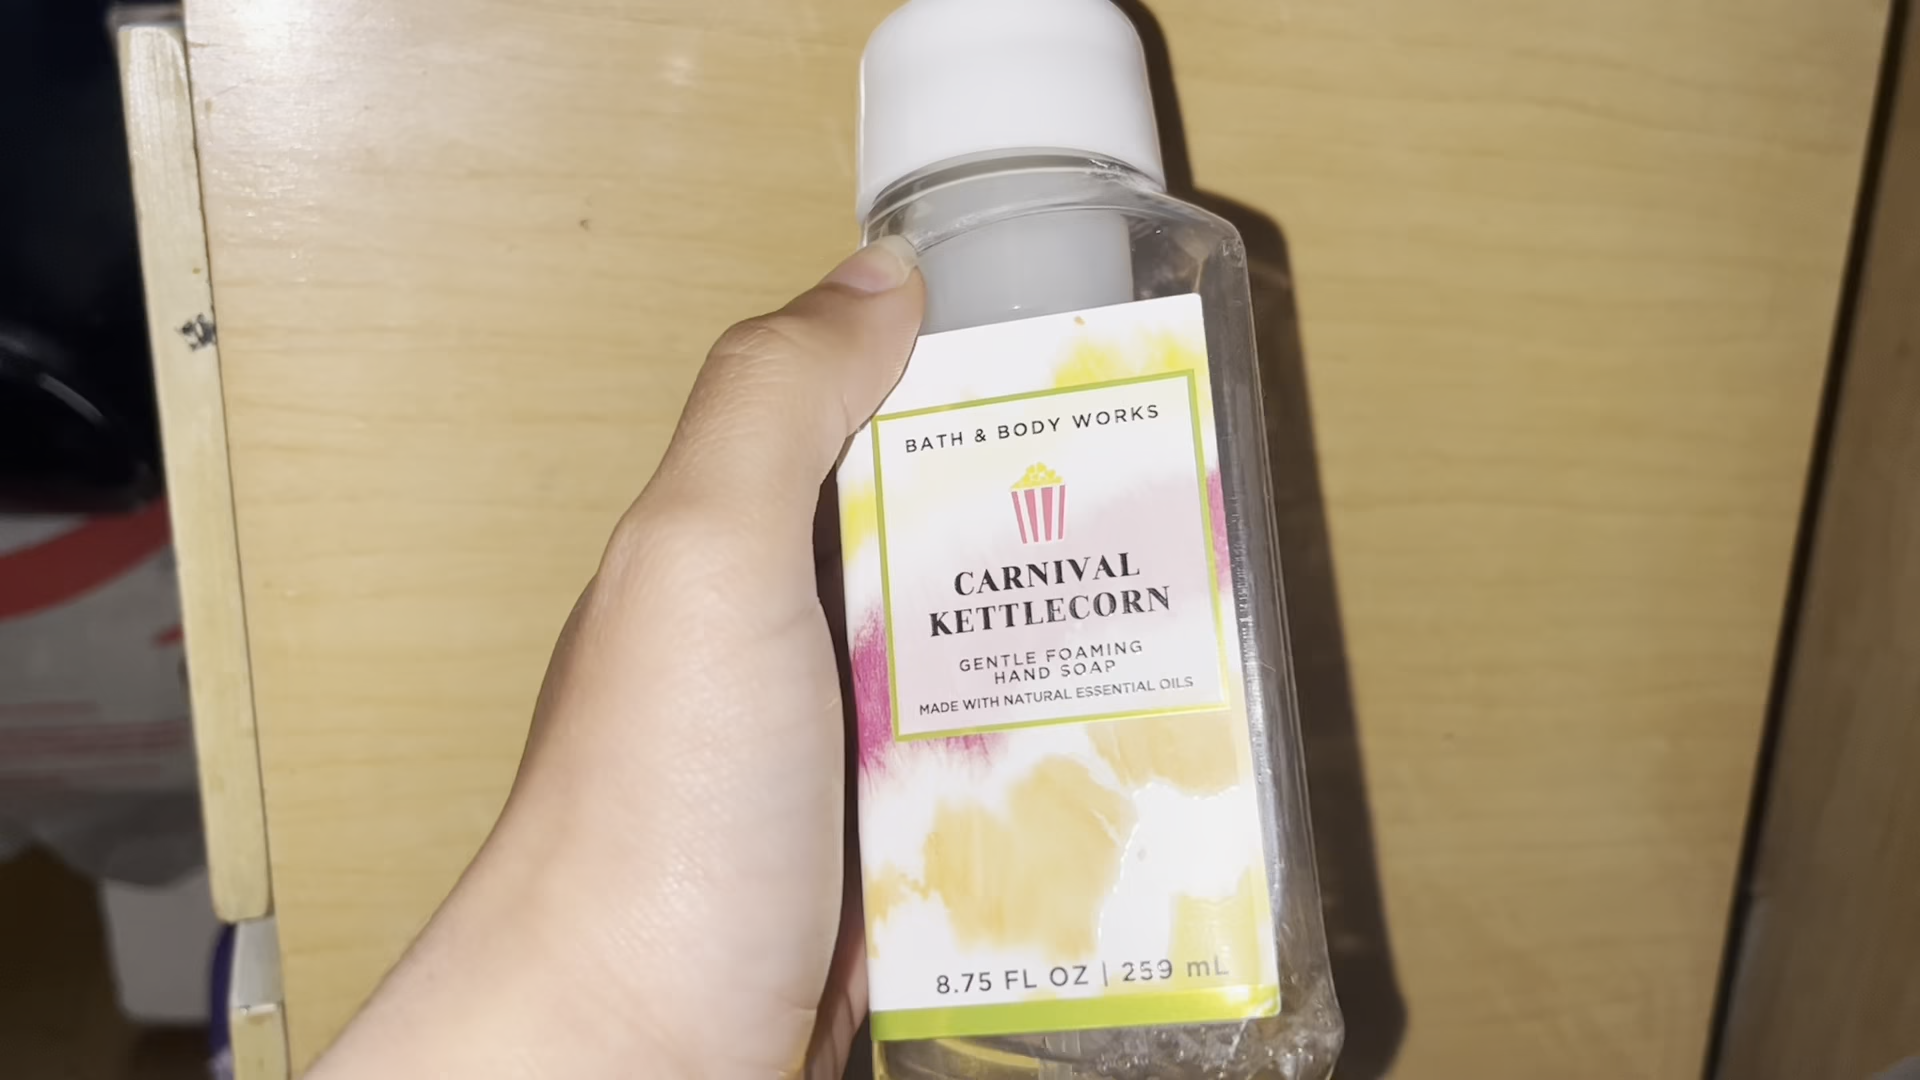 BATH & BODY WORKS
CARNIVAL
KETTLECORN
GENTLE FOAMING
HAND SOAP
MADE WITH NATURAL ESSENTIAL OILS
8.75 FL OZ | 259 mL